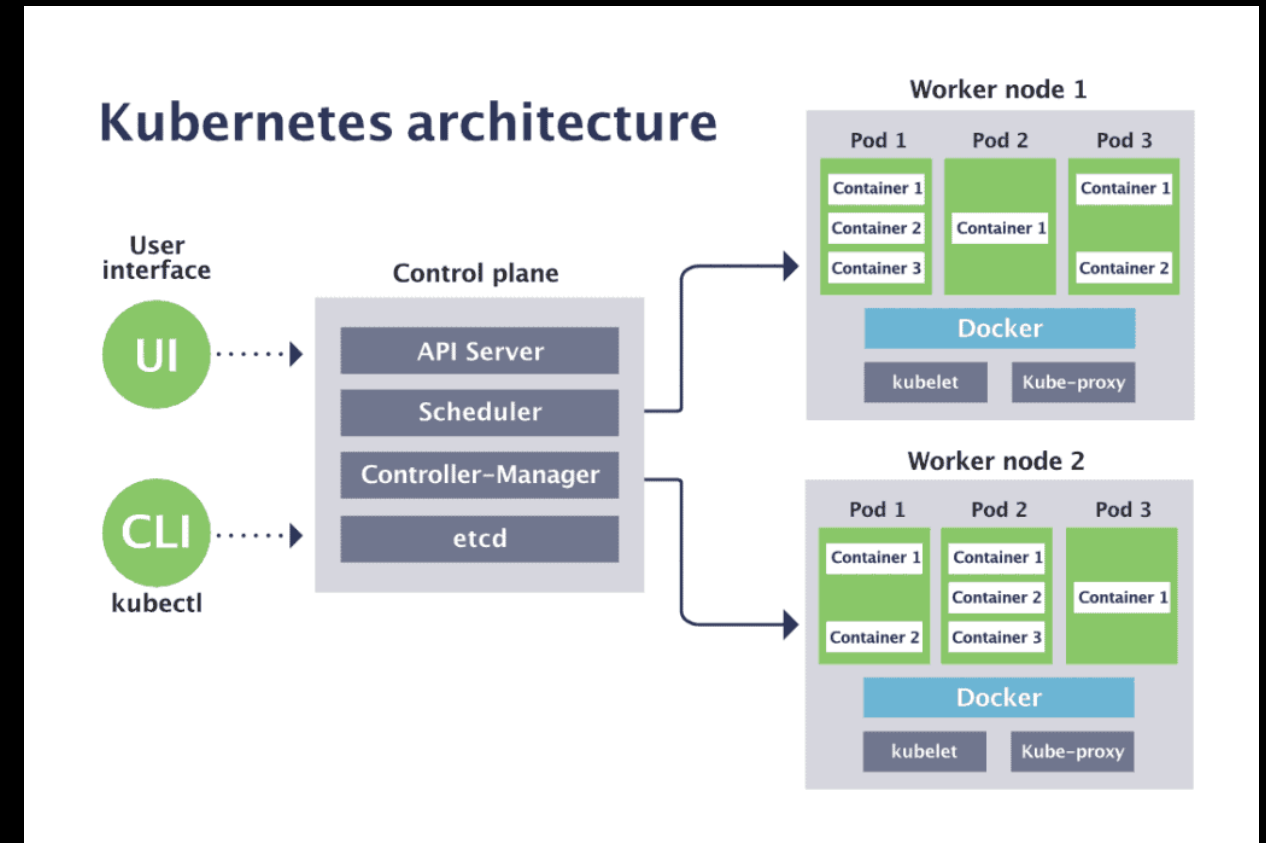 Kubernetes architecture
User
interface
UI
CLI
kubectl
Control plane
API Server
Scheduler
Controller-Manager
etcd
Worker node 1
Pod 1
Container 1
Container 2
Container 3
Pod 2
Container 1
Pod 3
Container 1
Container 2
Docker
kubelet
Kube-proxy
Worker node 2
Pod 1
Container 1
Container 2
Pod 2
Container 1
Container 2
Container 3
Pod 3
Container 1
Docker
kubelet
Kube-proxy